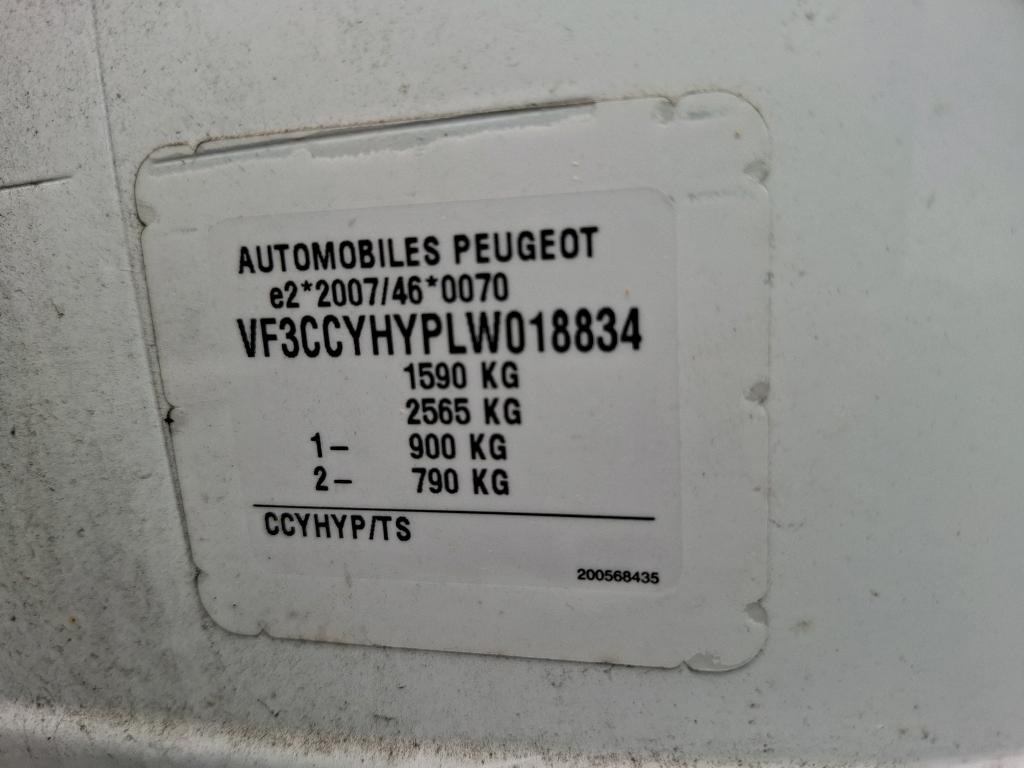 AUTOMOBILES PEUGEOT
e2*2007/46*0070
VF3CCYHYPLW018834
1590 KG
2565 KG
1- 900 KG
2- 790 KG
CCYHYP/TS
200568435